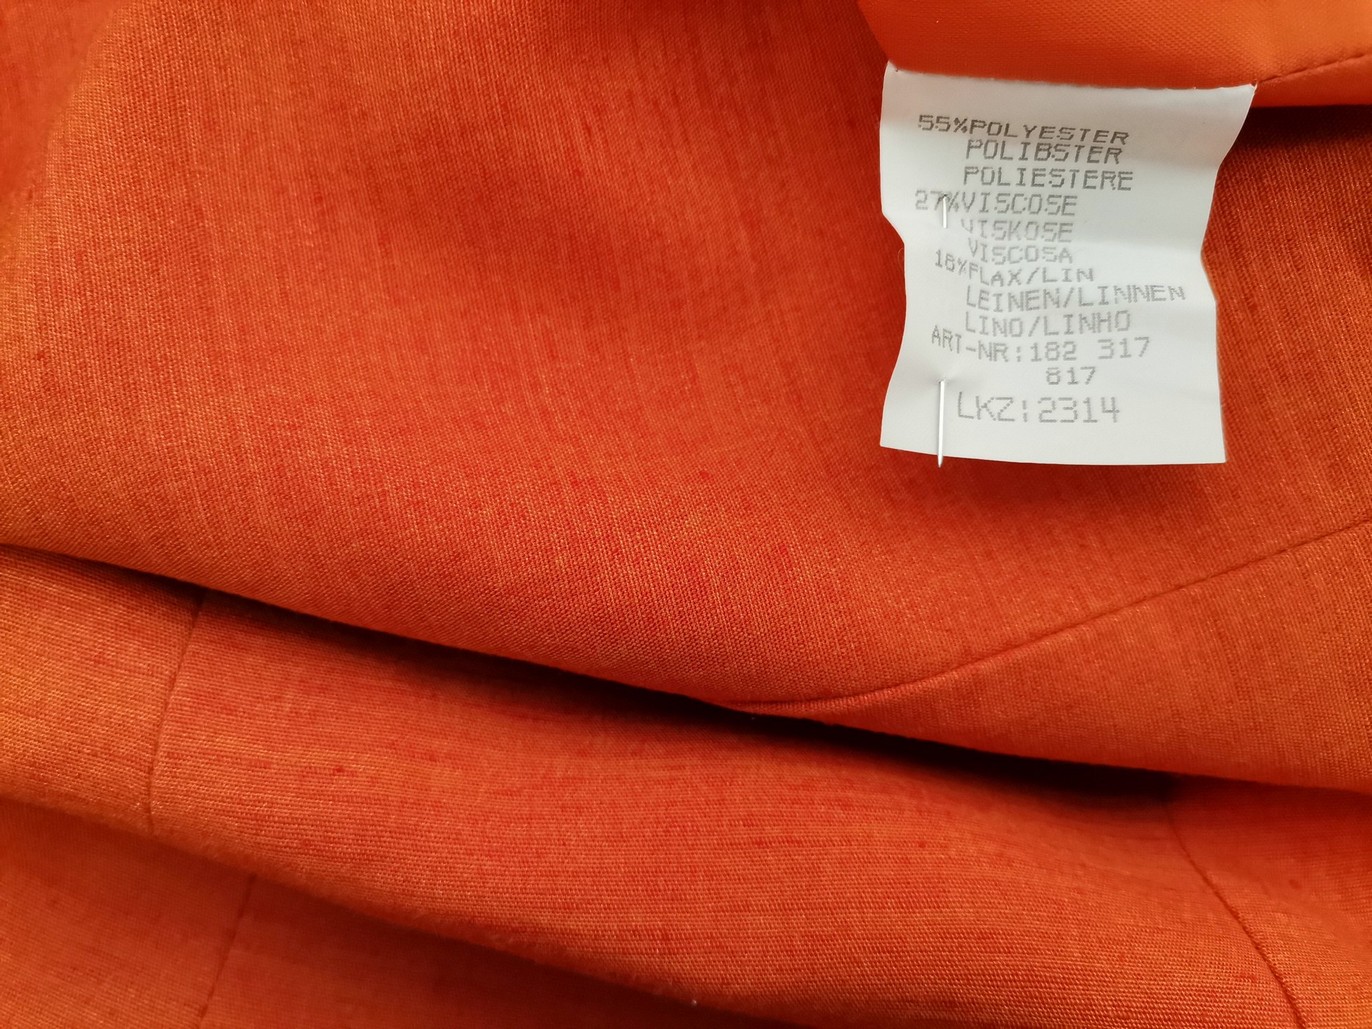 55%POLYESTER
POLIBSTER
POLIESTERE
27%VISCOSE
VISKOSE
VISCOSA
18%FLAX/LIN
LEINEN/LINNEN
LINO/LINHO
ART-NR:182 317
817
LKZ:2314